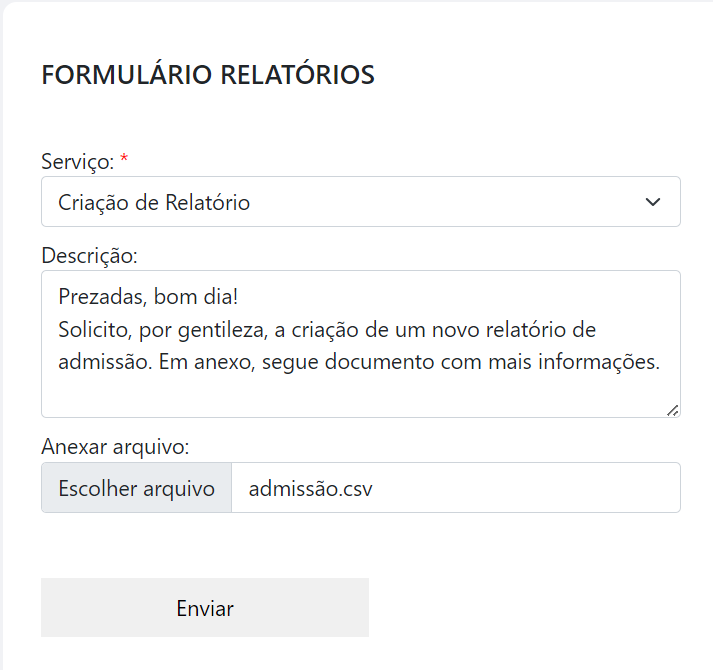 FORMULÁRIO RELATÓRIOS
Serviço: *
Criação de Relatório
Descrição:
Prezadas, bom dia!
Solicito, por gentileza, a criação de um novo relatório de
admissão. Em anexo, segue documento com mais informações.
Anexar arquivo:
Escolher arquivo admissão.csv
Enviar